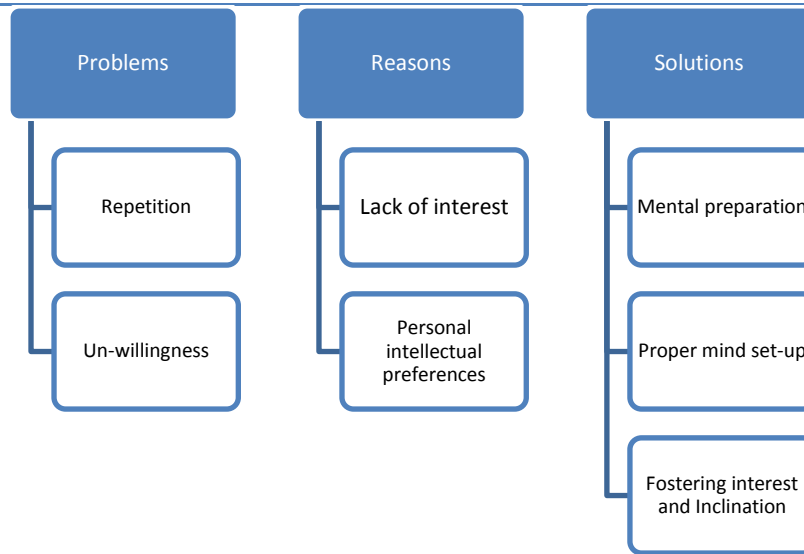 Problems
Repetition
Un-willingness
Reasons
Lack of interest
Personal
intellectual
preferences
Solutions
Mental preparation
Proper mind set-up
Fostering interest
and Inclination